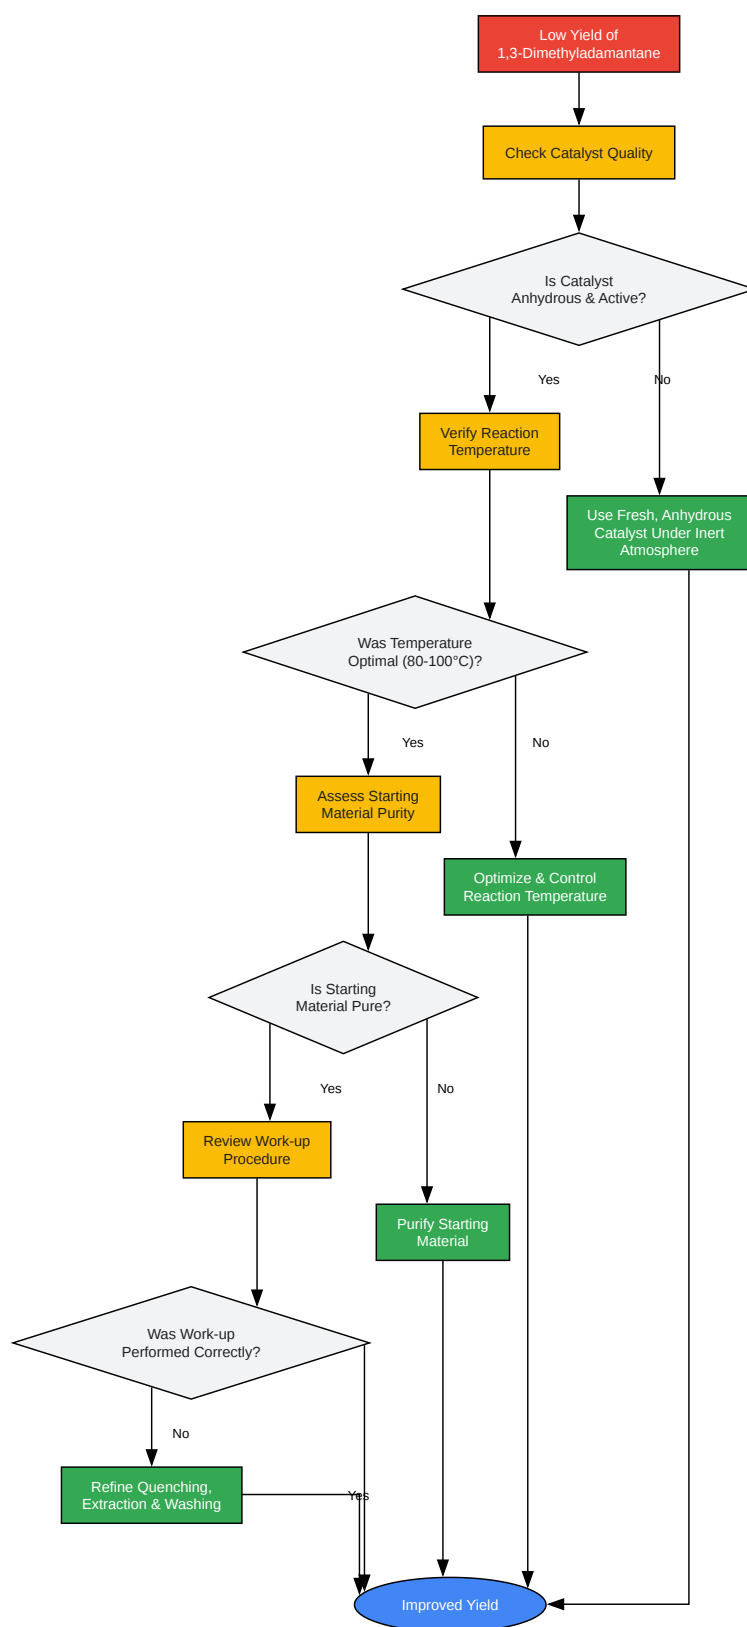 Low Yield of
1,3-Dimethyladamantane
Check Catalyst Quality
Is Catalyst
Anhydrous & Active?
Yes
No
Verify Reaction
Temperature
Use Fresh, Anhydrous
Catalyst Under Inert
Atmosphere
Was Temperature
Optimal (80-100°C)?
Yes
No
Assess Starting
Material Purity
Optimize & Control
Reaction Temperature
Is Starting
Material Pure?
Yes
No
Review Work-up
Procedure
Purify Starting
Material
Was Work-up
Performed Correctly?
No
Refine Quenching,
Extraction & Washing
Yes
Improved Yield